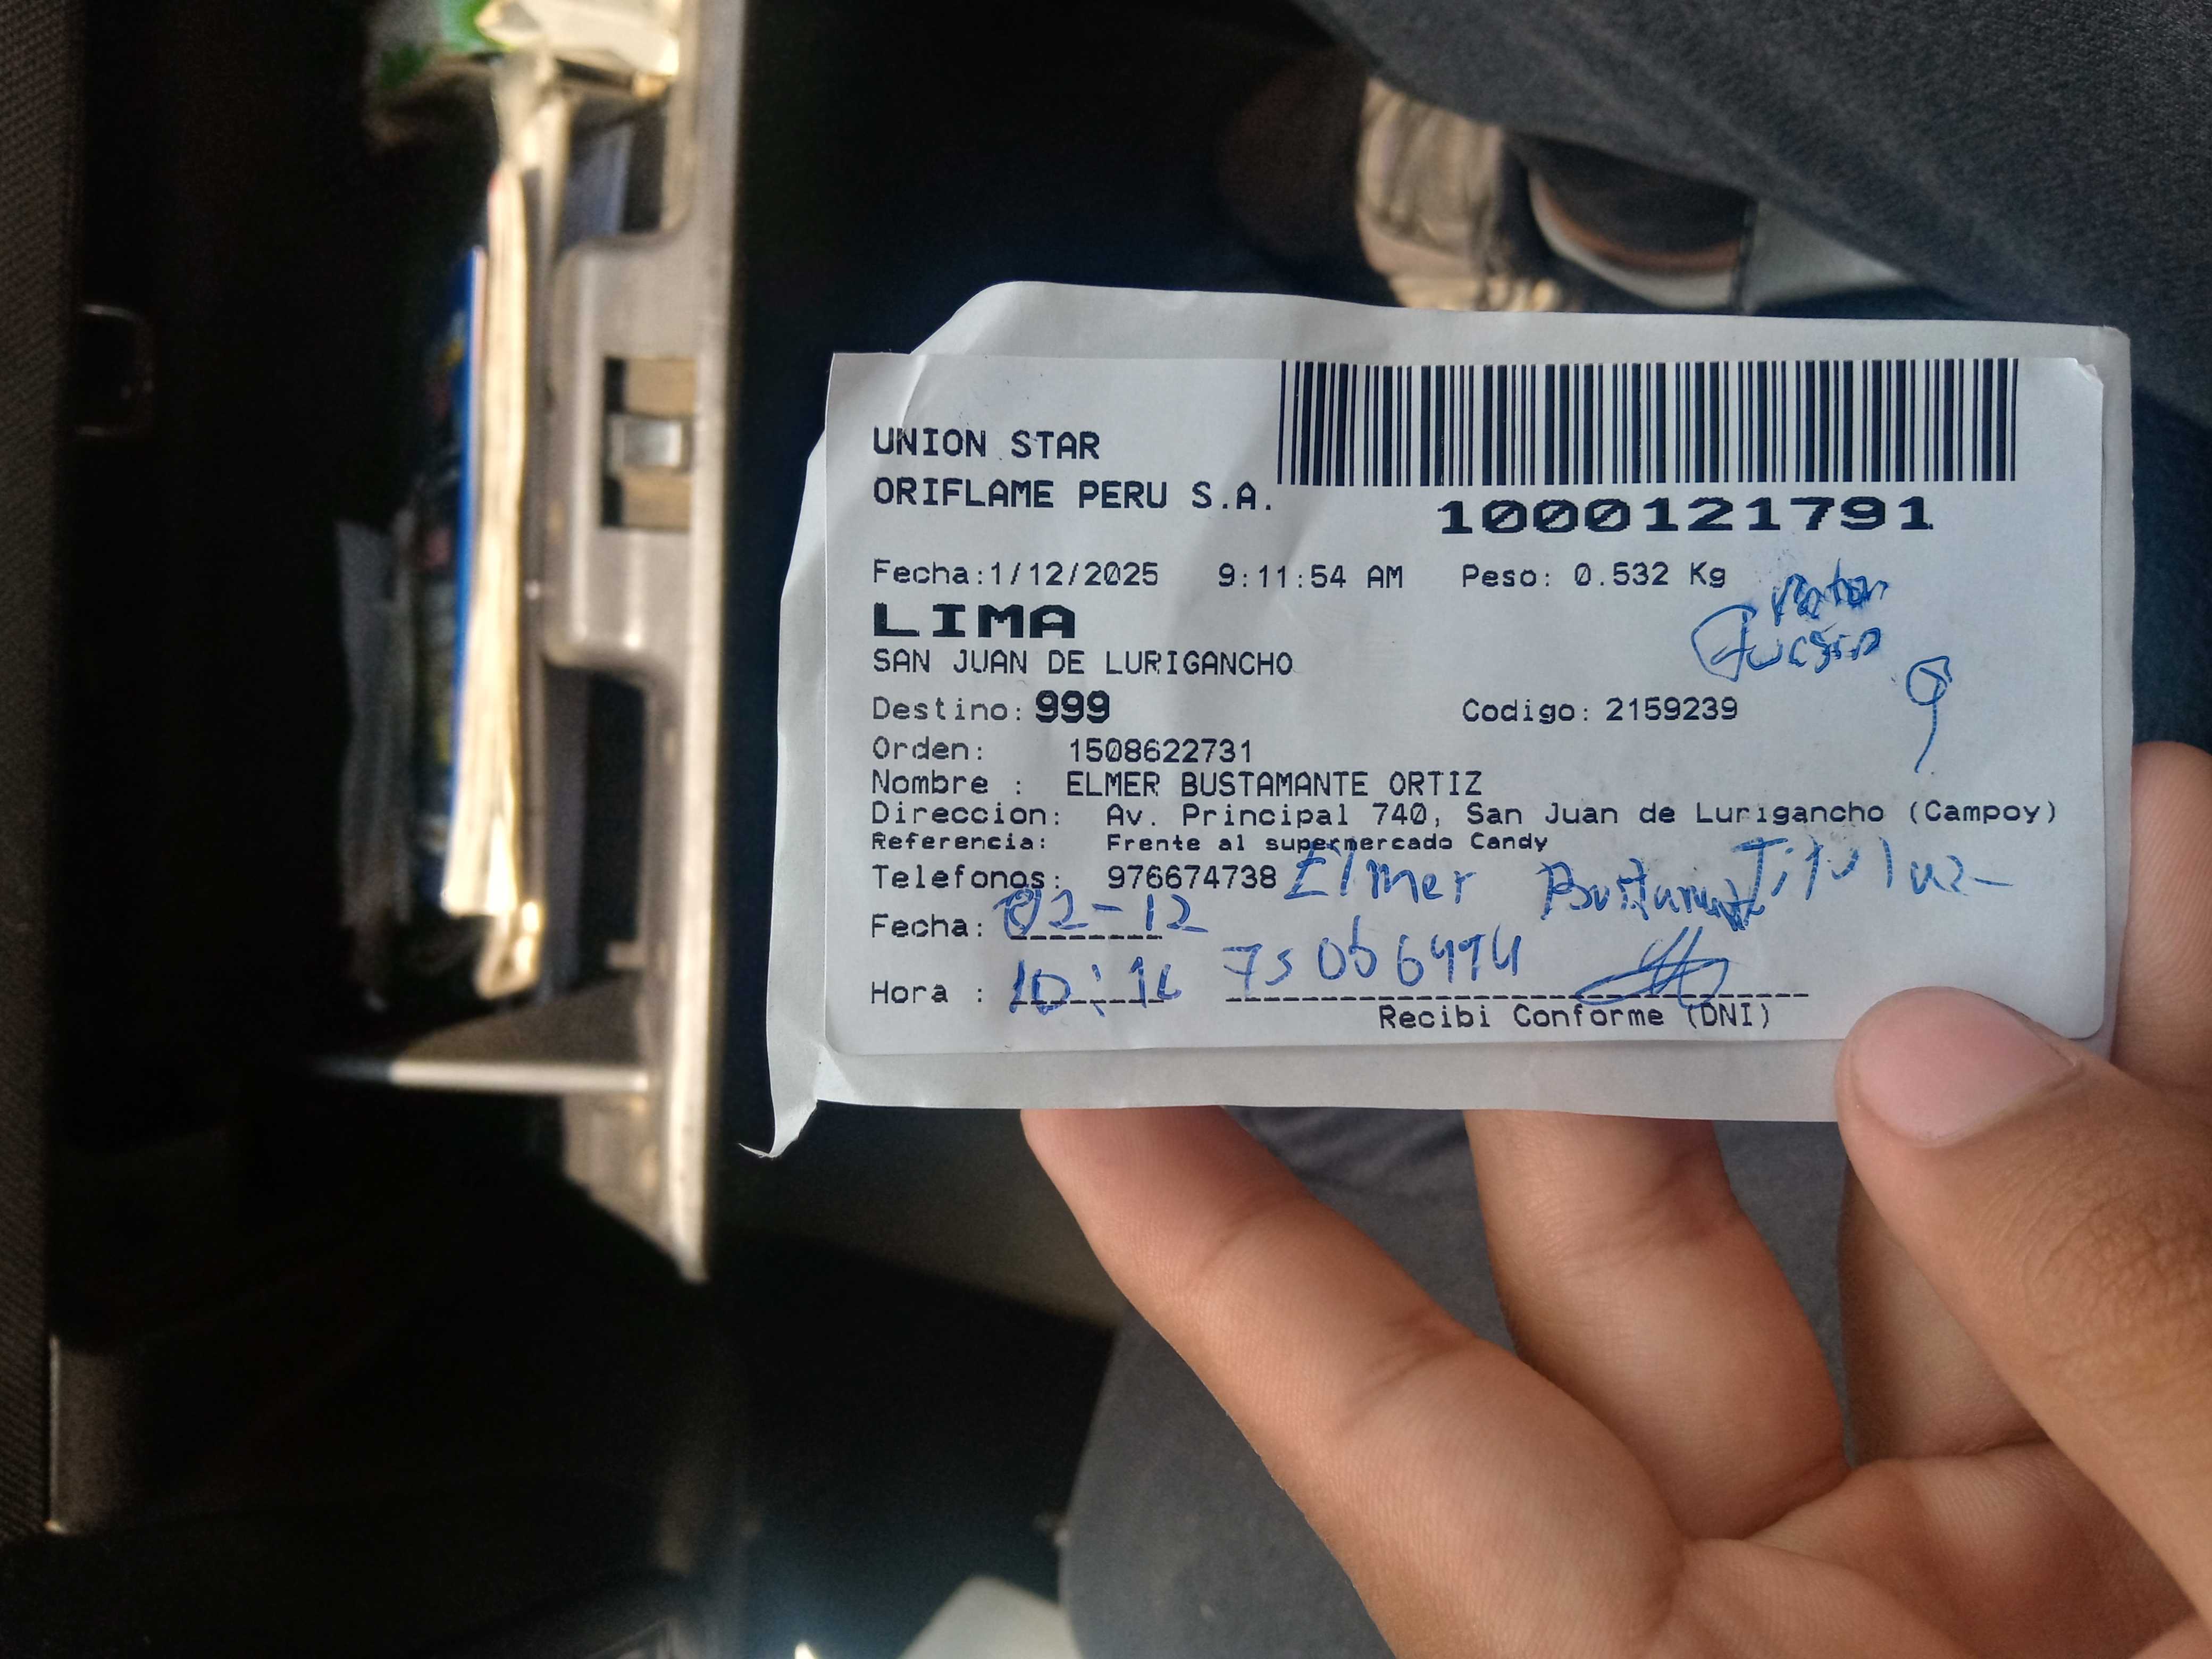 UNION STAR
ORIFLAME PERU S.A.
1000121791
Fecha:1/12/2025 9:11:54 AM Peso: 0.532 Kg
LIMA
SAN JUAN DE LURIGANCHO
Destino: 999 Codigo: 2159239
Orden: 1508622731
Nombre : ELMER BUSTAMANTE ORTIZ
Direccion: Av. Principal 740, San Juan de Lurigancho (Campoy)
Referencia: Frente al supermercado Candy
Telefonos: 976674738 Elmer Bustamante Titular
Fecha: 02-12
Hora : 10:
Recibi Conforme (DNI)